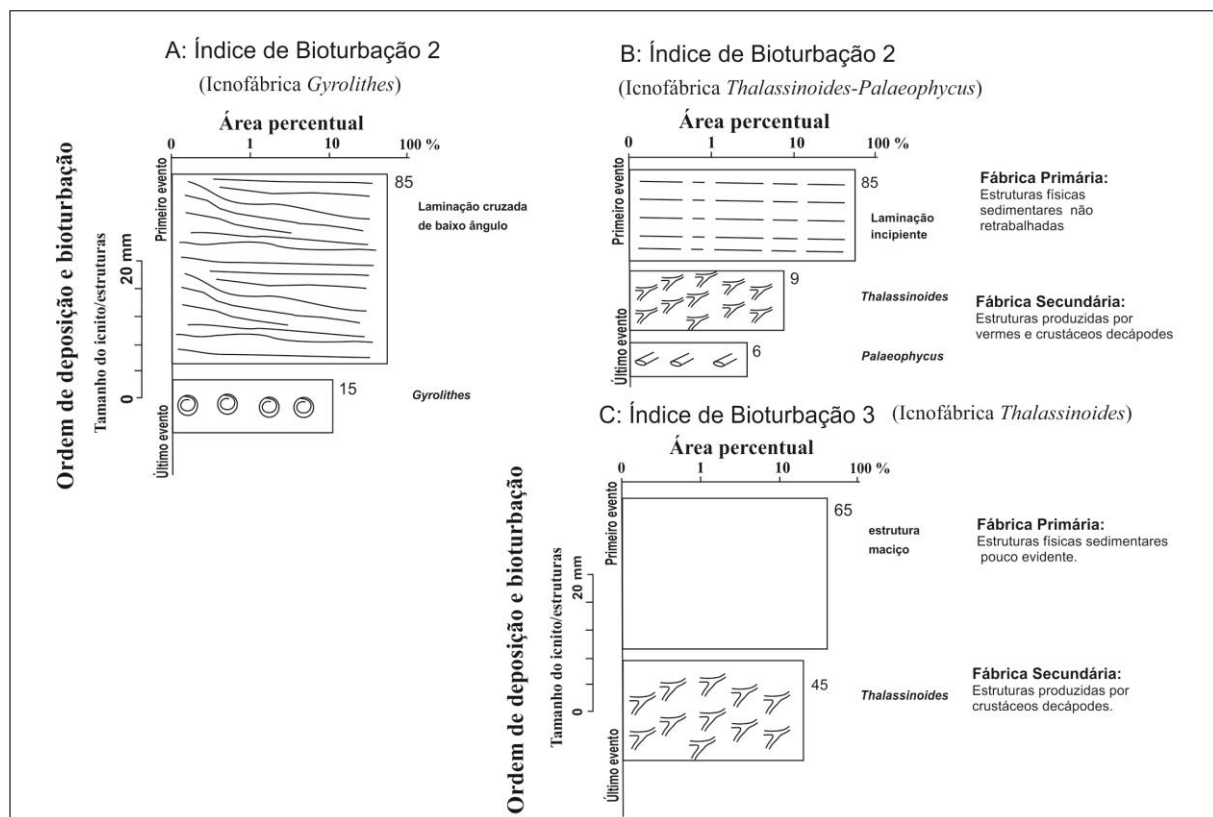 A: Índice de Bioturbação 2
(Icnofábrica Gyrolithes)
Área percentual
0 1 10 100 %
Ordem de deposição e bioturbação
Tamanho do icnito/estruturas
0 20 mm
Primeiro evento
Último evento
85
Laminação cruzada
de baixo ângulo
15
Gyrolithes
B: Índice de Bioturbação 2
(Icnofábrica Thalassinoides-Palaeophycus)
Área percentual
0 1 10 100 %
Primeiro evento
Último evento
85
Laminação
incipiente
Fábrica Primária:
Estruturas físicas
sedimentares não
retrabalhadas
9
Thalassinoides
Fábrica Secundária:
Estruturas produzidas por
vermes e crustáceos decápodes
6
Palaeophycus
C: Índice de Bioturbação 3 (Icnofábrica Thalassinoides)
Área percentual
0 1 10 100 %
Ordem de deposição e bioturbação
Tamanho do icnito/estruturas
0 20 mm
Primeiro evento
Último evento
65
estrutura
maciço
Fábrica Primária:
Estruturas físicas sedimentares
pouco evidente.
45
Thalassinoides
Fábrica Secundária:
Estruturas produzidas por
crustáceos decápodes.